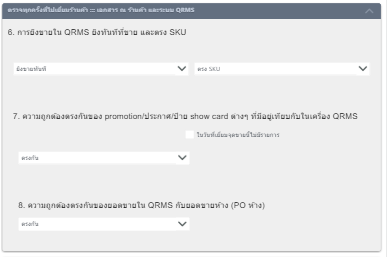 ตรวจทุกครั้งที่ไปเยี่ยมร้านค้า ::: เอกสาร ณ ร้านค้า และระบบ QRMS
6. การยิงขายใน QRMS ยิงทันทีที่ขาย และตรง SKU
ยิงขายทันที
ตรง SKU
7. ความถูกต้องตรงกันของ promotion/ประกาศ/ป้าย show card ต่างๆ ที่มีอยู่เทียบกับในเครื่อง QRMS
ในวันที่เยี่ยมจุดขายนี้ไม่มีรายการ
ตรงกัน
8. ความถูกต้องตรงกันของยอดขายใน QRMS กับยอดขายห้าง (PO ห้าง)
ตรงกัน